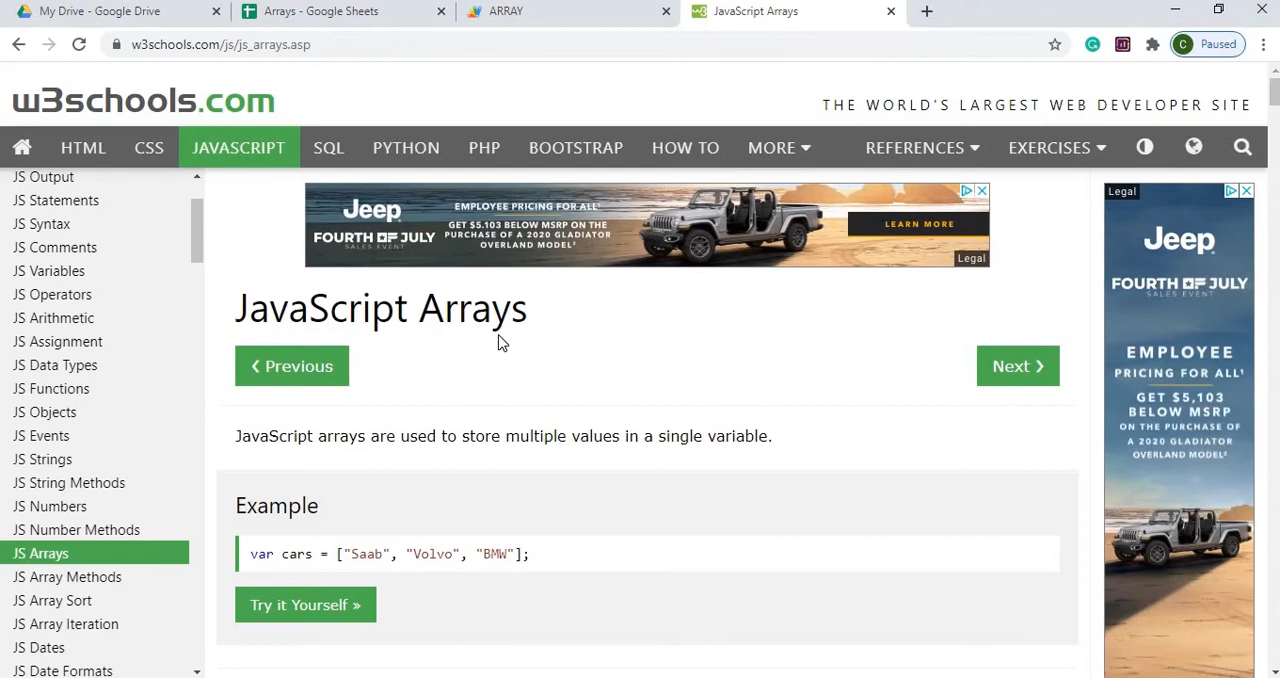 My Drive - Google Drive
Arrays - Google Sheets
ARRAY
JavaScript Arrays
w3schools.com/js/js_arrays.asp
C Paused
w3schools.com
THE WORLD'S LARGEST WEB DEVELOPER SITE
HTML CSS JAVASCRIPT SQL PYTHON PHP BOOTSTRAP HOW TO MORE REFERENCES EXERCISES
JS Output
JS Statements
JS Syntax
JS Comments
JS Variables
JS Operators
JS Arithmetic
JS Assignment
JS Data Types
JS Functions
JS Objects
JS Events
JS Strings
JS String Methods
JS Numbers
JS Number Methods
JS Arrays
JS Array Methods
JS Array Sort
JS Array Iteration
JS Dates
JS Date Formats
Jeep
FOURTH OF JULY
SALES EVENT
EMPLOYEE PRICING FOR ALL¹
GET $5,103 BELOW MSRP ON THE
PURCHASE OF A 2020 GLADIATOR
OVERLAND MODEL²
LEARN MORE
Legal
JavaScript Arrays
❮ Previous
Next ❯
JavaScript arrays are used to store multiple values in a single variable.
Example
var cars = ["Saab", "Volvo", "BMW"];
Try it Yourself »
Legal
Jeep
FOURTH OF JULY
SALES EVENT
EMPLOYEE
PRICING FOR ALL¹
GET $5,103
BELOW MSRP
ON THE PURCHASE OF
A 2020 GLADIATOR
OVERLAND MODEL²